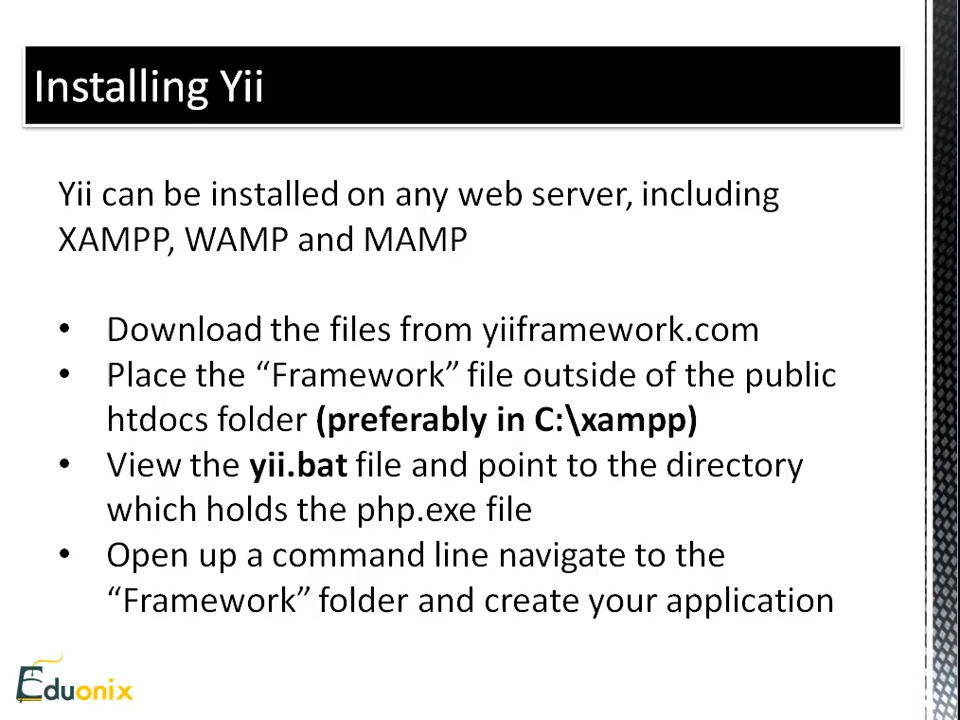 Installing Yii
Yii can be installed on any web server, including
XAMPP, WAMP and MAMP
• Download the files from yiiframework.com
• Place the “Framework” file outside of the public
htdocs folder (preferably in C:\xampp)
• View the yii.bat file and point to the directory
which holds the php.exe file
• Open up a command line navigate to the
“Framework” folder and create your application
Eduonix